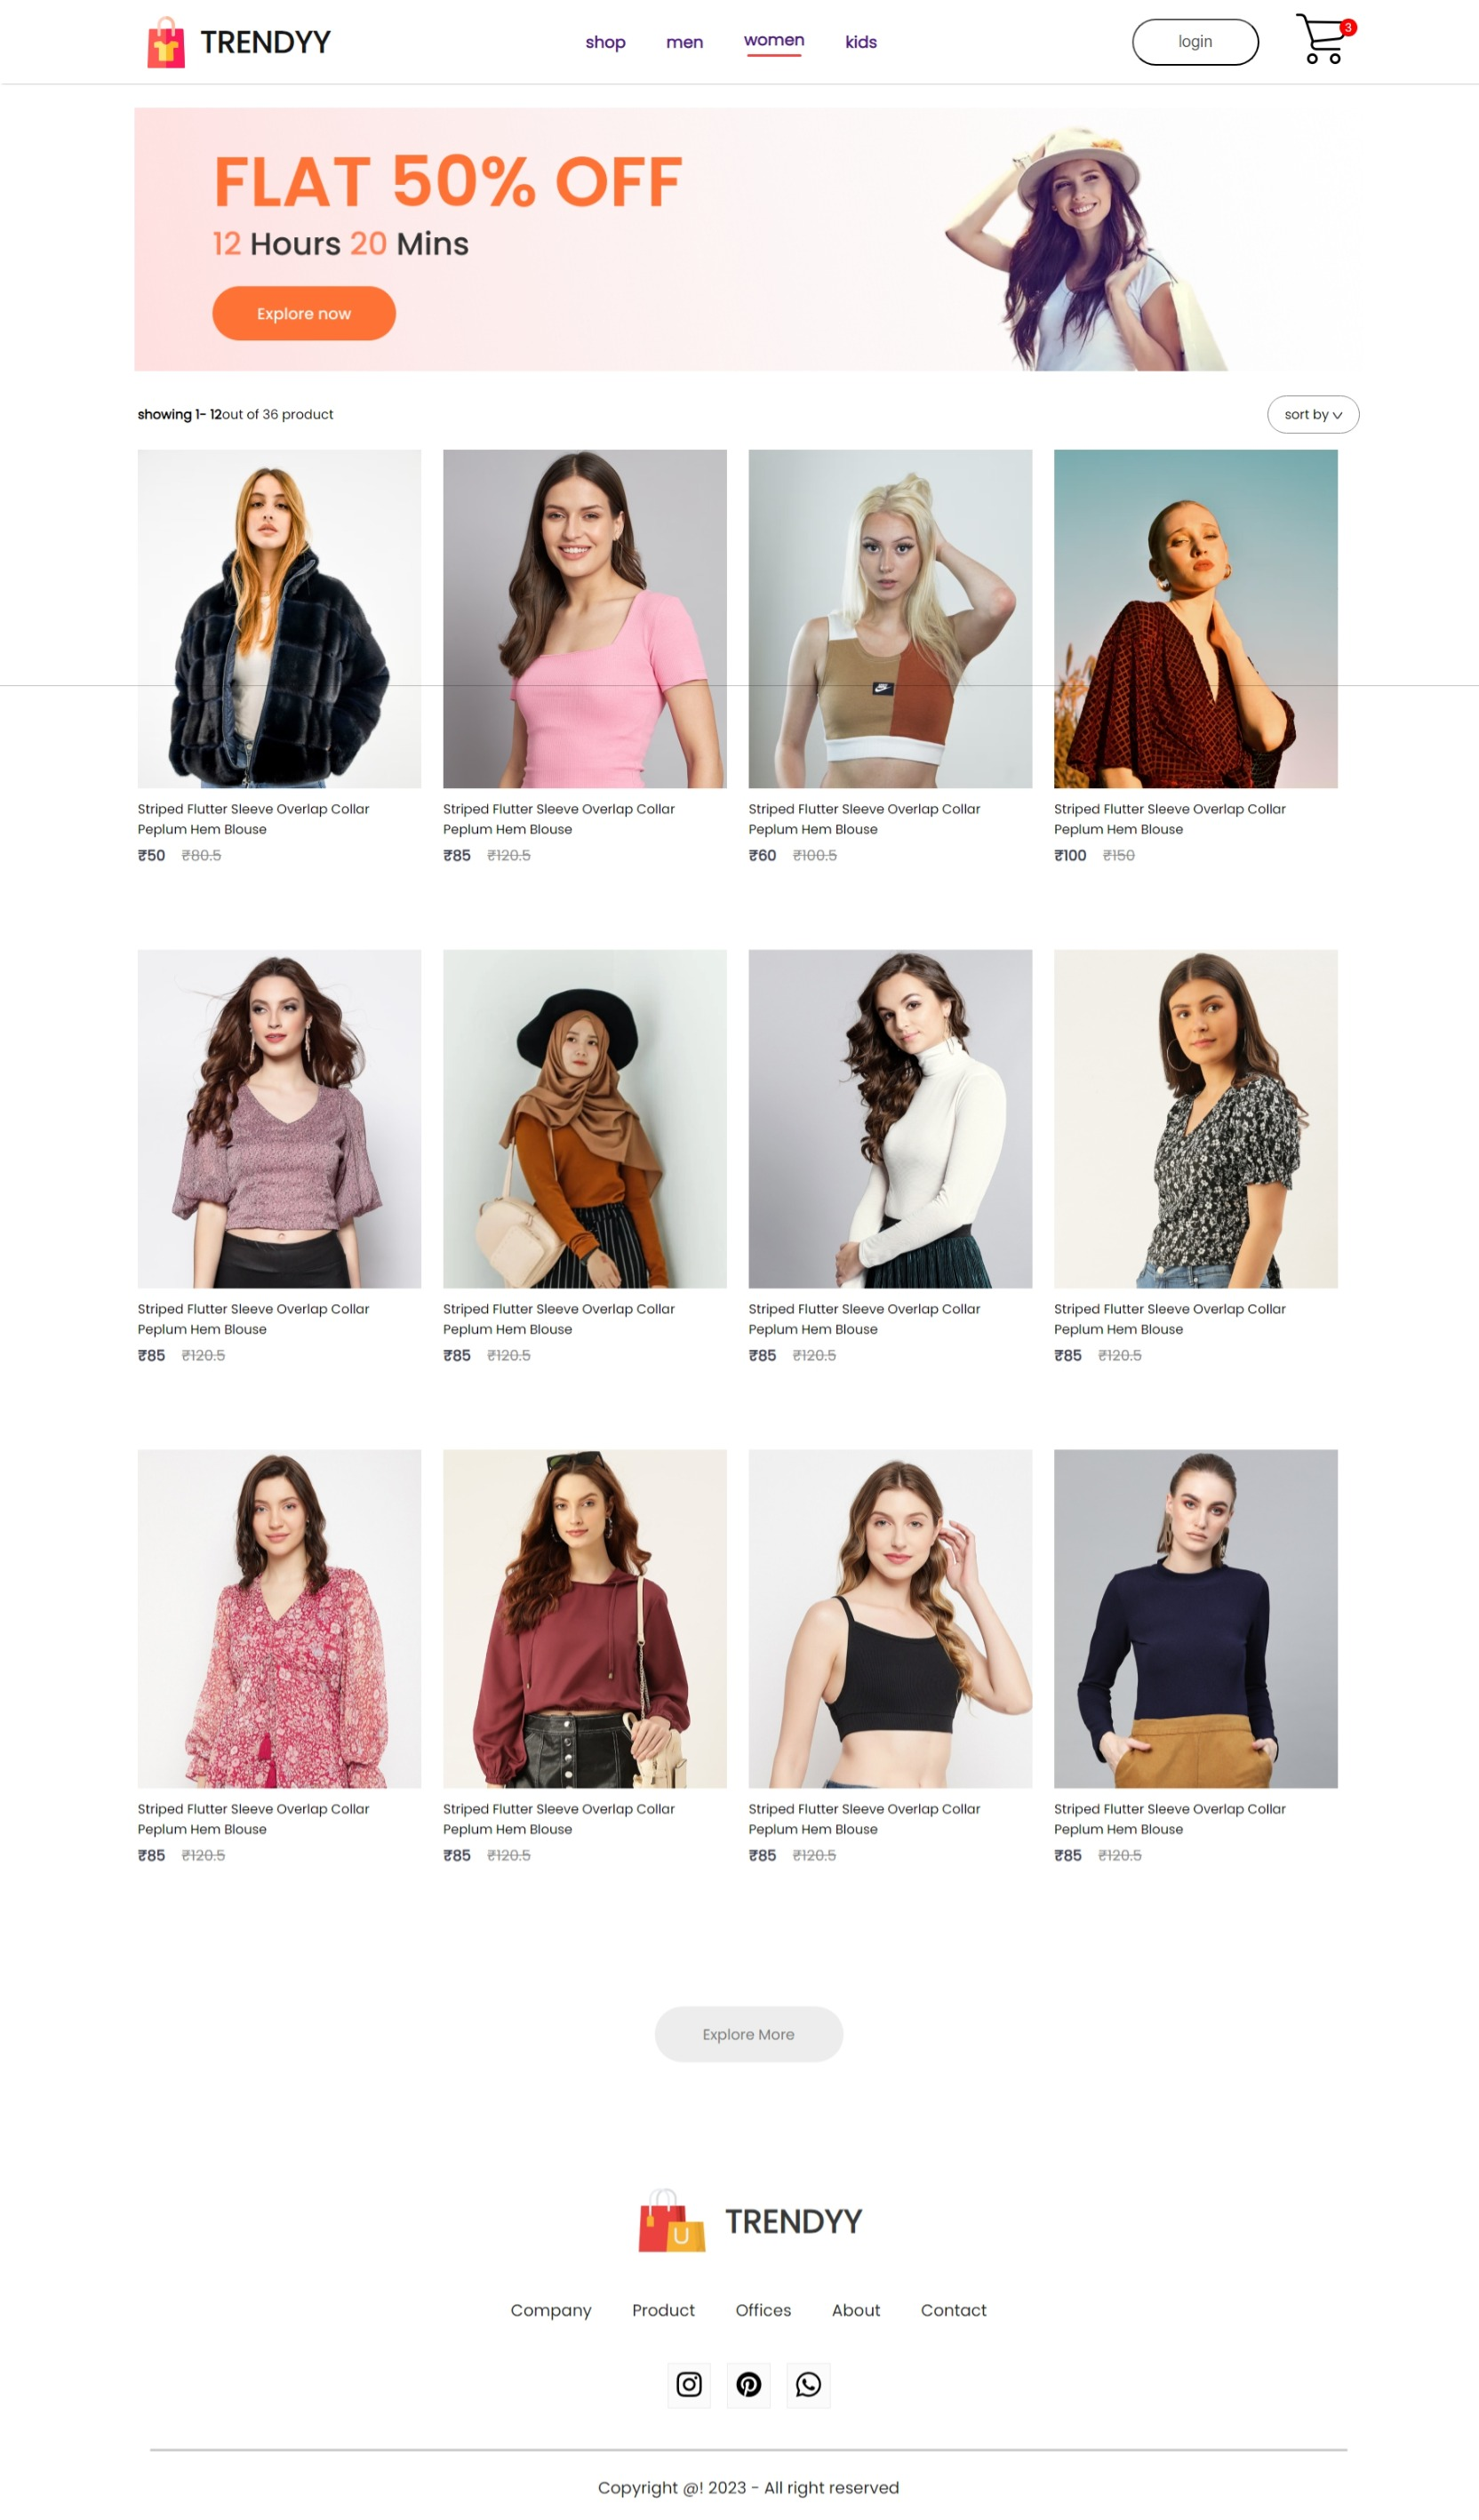 TRENDYY
shop men women kids
login
3
FLAT 50% OFF
12 Hours 20 Mins
Explore now
showing 1- 12out of 36 product
sort by
Striped Flutter Sleeve Overlap Collar
Peplum Hem Blouse
₹50 ₹80.5
Striped Flutter Sleeve Overlap Collar
Peplum Hem Blouse
₹85 ₹120.5
Striped Flutter Sleeve Overlap Collar
Peplum Hem Blouse
₹60 ₹100.5
Striped Flutter Sleeve Overlap Collar
Peplum Hem Blouse
₹100 ₹150
Striped Flutter Sleeve Overlap Collar
Peplum Hem Blouse
₹85 ₹120.5
Striped Flutter Sleeve Overlap Collar
Peplum Hem Blouse
₹85 ₹120.5
Striped Flutter Sleeve Overlap Collar
Peplum Hem Blouse
₹85 ₹120.5
Striped Flutter Sleeve Overlap Collar
Peplum Hem Blouse
₹85 ₹120.5
Striped Flutter Sleeve Overlap Collar
Peplum Hem Blouse
₹85 ₹120.5
Striped Flutter Sleeve Overlap Collar
Peplum Hem Blouse
₹85 ₹120.5
Striped Flutter Sleeve Overlap Collar
Peplum Hem Blouse
₹85 ₹120.5
Striped Flutter Sleeve Overlap Collar
Peplum Hem Blouse
₹85 ₹120.5
Explore More
U
TRENDYY
Company Product Offices About Contact
Copyright @! 2023 - All right reserved